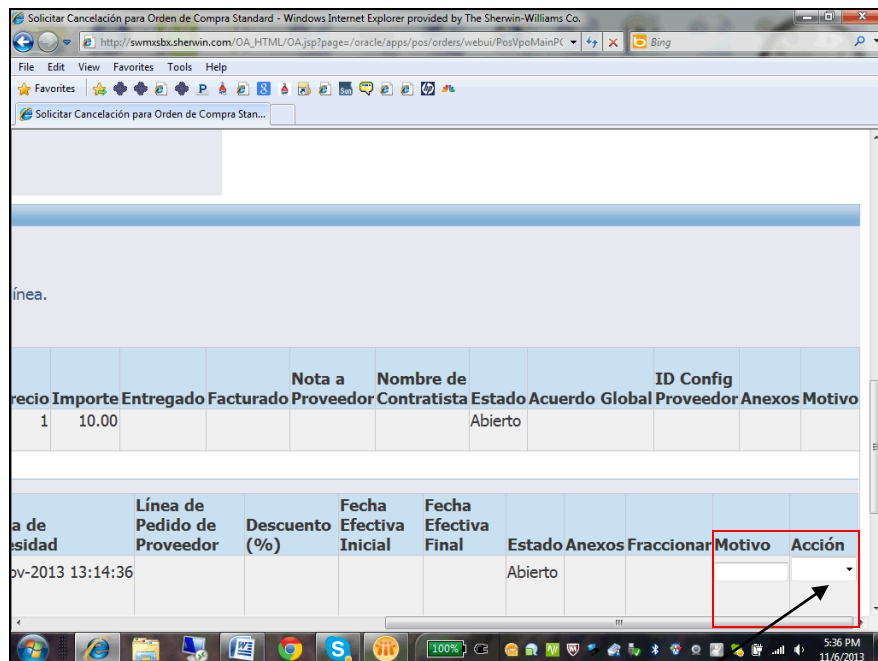 Solicitar Cancelación para Orden de Compra Standard - Windows Internet Explorer provided by The Sherwin-Williams Co.
http://swmxsbx.sherwin.com/OA_HTML/OA.jsp?page=/oracle/apps/pos/orders/webui/PosVpoMainP(
Bing
File Edit View Favorites Tools Help
Favorites
Solicitar Cancelación para Orden de Compra Stan...
ínea.
recio Importe Entregado Facturado Nota a Proveedor Nombre de Contratista Estado Acuerdo Global ID Config Proveedor Anexos Motivo
1 10.00 Abierto
a de esidad Línea de Pedido de Proveedor Descuento (%) Fecha Efectiva Inicial Fecha Efectiva Final Estado Anexos Fraccionar Motivo Acción
ov-2013 13:14:36 Abierto
100%
5:36 PM
11/6/2013